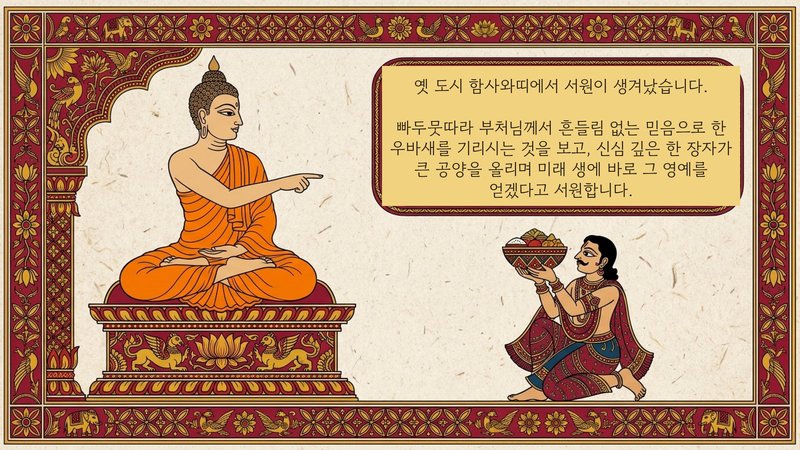 옛 도시 함사와띠에서 서원이 생겨났습니다.
빠두뭇따라 부처님께서 흔들림 없는 믿음으로 한
우바새를 기리시는 것을 보고, 신심 깊은 한 장자가
큰 공양을 올리며 미래 생에 바로 그 영예를
얻겠다고 서원합니다.